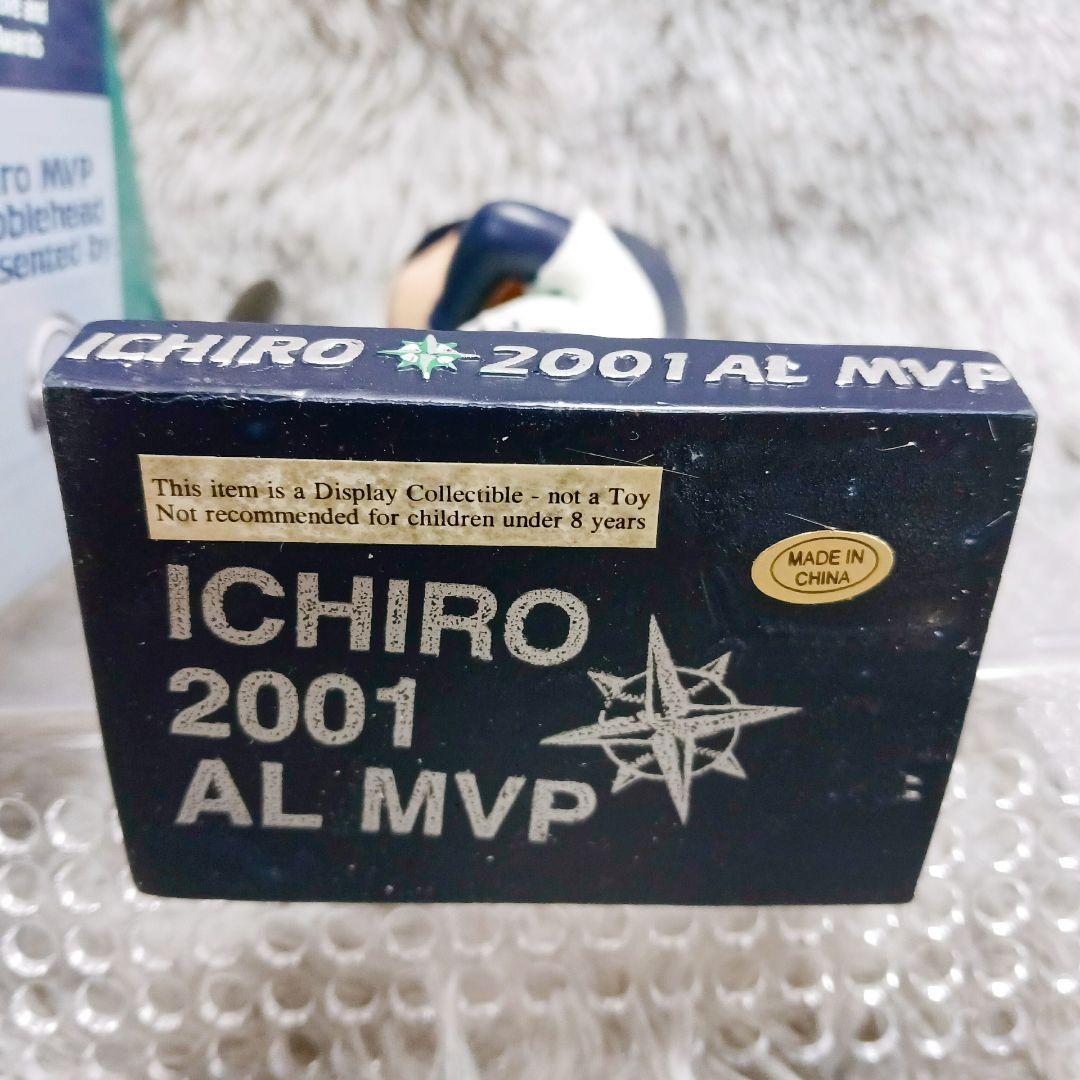 ro MVP
bblehead
sented by
ICHIRO 2001 AL MVP
This item is a Display Collectible - not a Toy
Not recommended for children under 8 years
MADE IN
CHINA
ICHIRO
2001
AL MVP